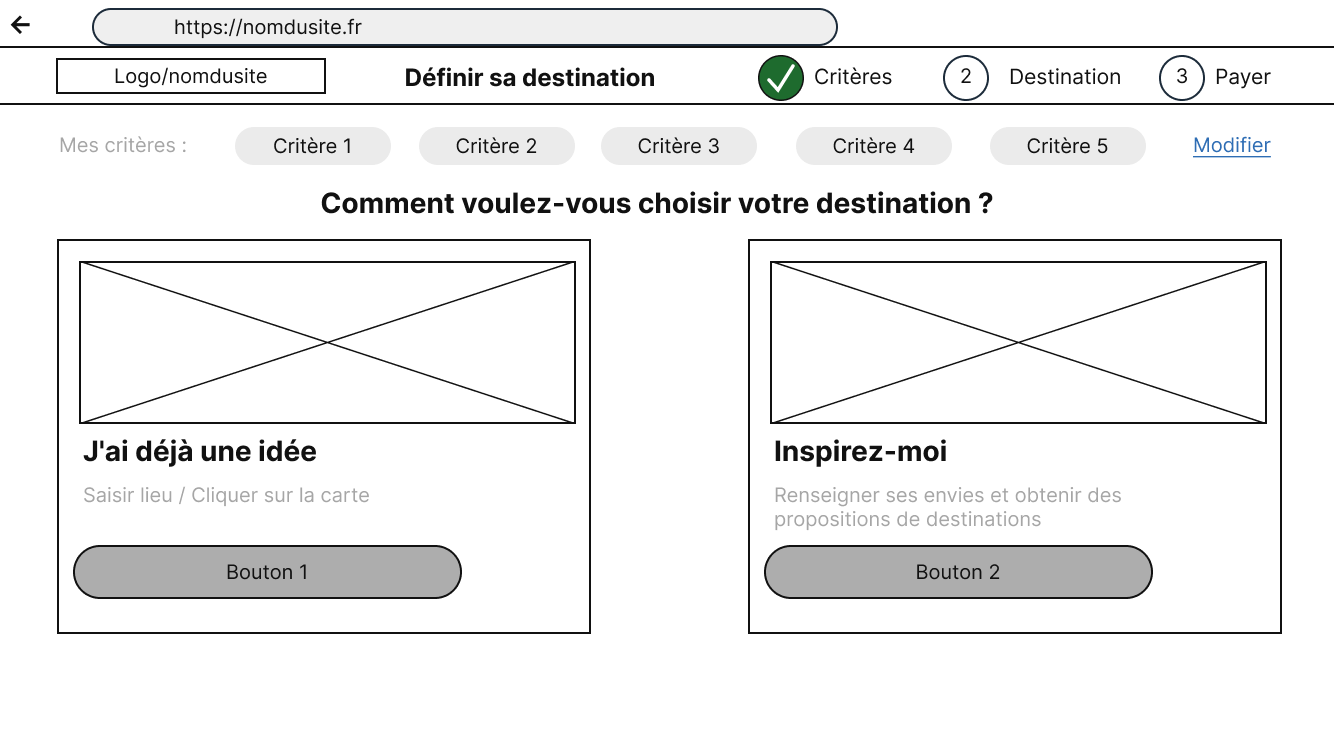 https://nomdusite.fr
Logo/nomdusite
Définir sa destination
Critères
2
Destination
3
Payer
Mes critères :
Critère 1
Critère 2
Critère 3
Critère 4
Critère 5
Modifier
Comment voulez-vous choisir votre destination ?
J'ai déjà une idée
Saisir lieu / Cliquer sur la carte
Bouton 1
Inspirez-moi
Renseigner ses envies et obtenir des
propositions de destinations
Bouton 2